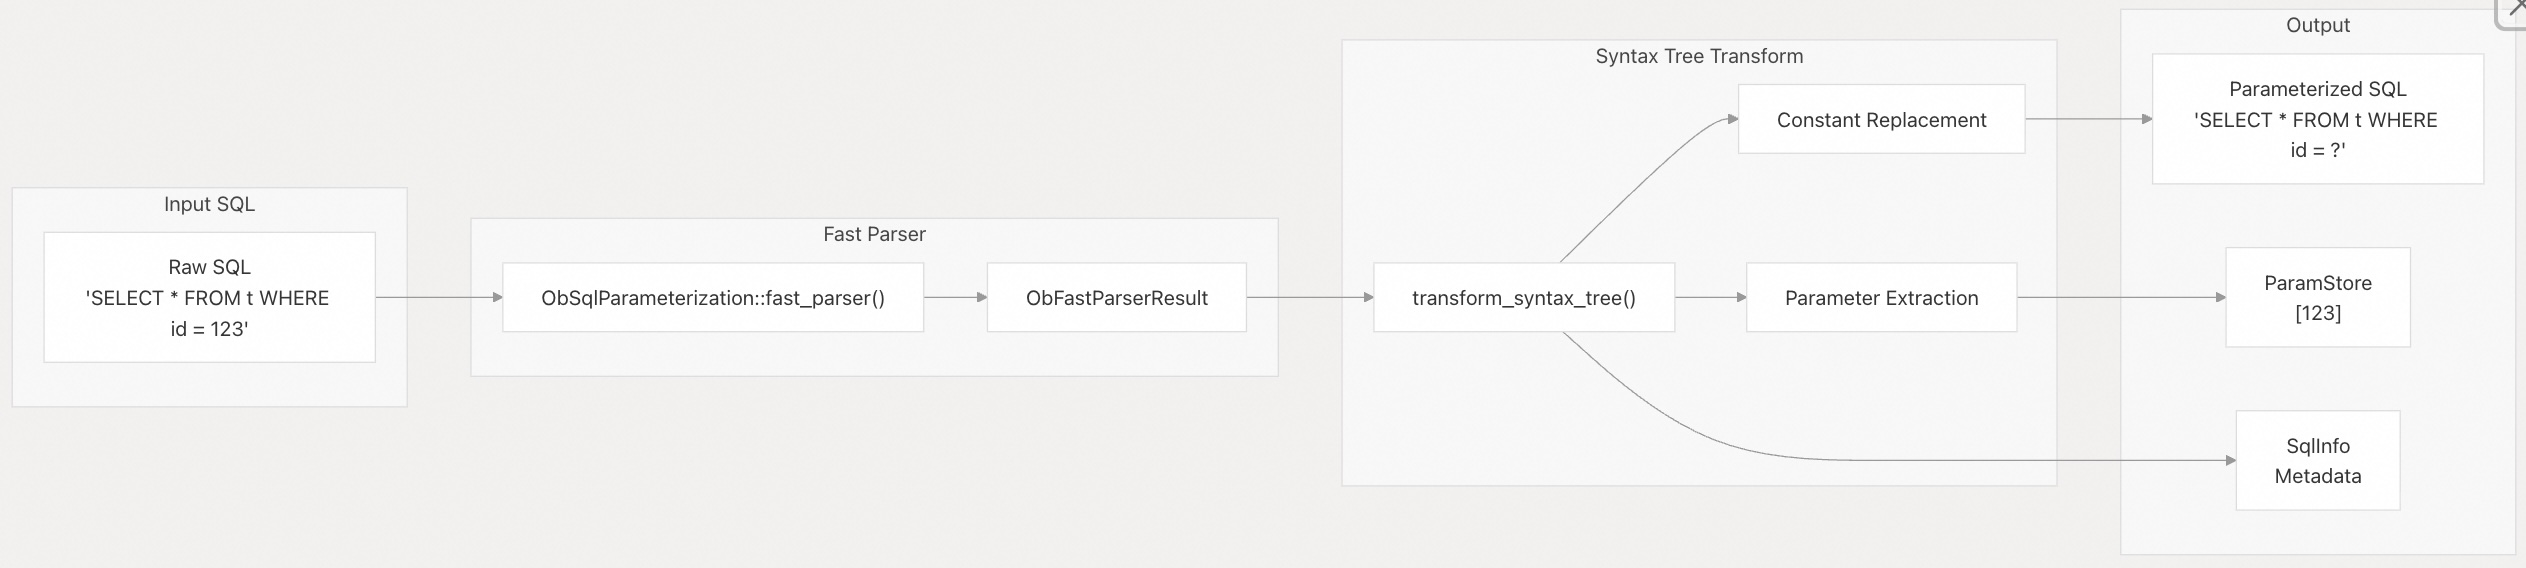 Input SQL
Raw SQL
'SELECT * FROM t WHERE
id = 123'
Fast Parser
ObSqlParameterization::fast_parser()
ObFastParserResult
Syntax Tree Transform
transform_syntax_tree()
Constant Replacement
Parameter Extraction
Output
Parameterized SQL
'SELECT * FROM t WHERE
id = ?'
ParamStore
[123]
SqlInfo
Metadata